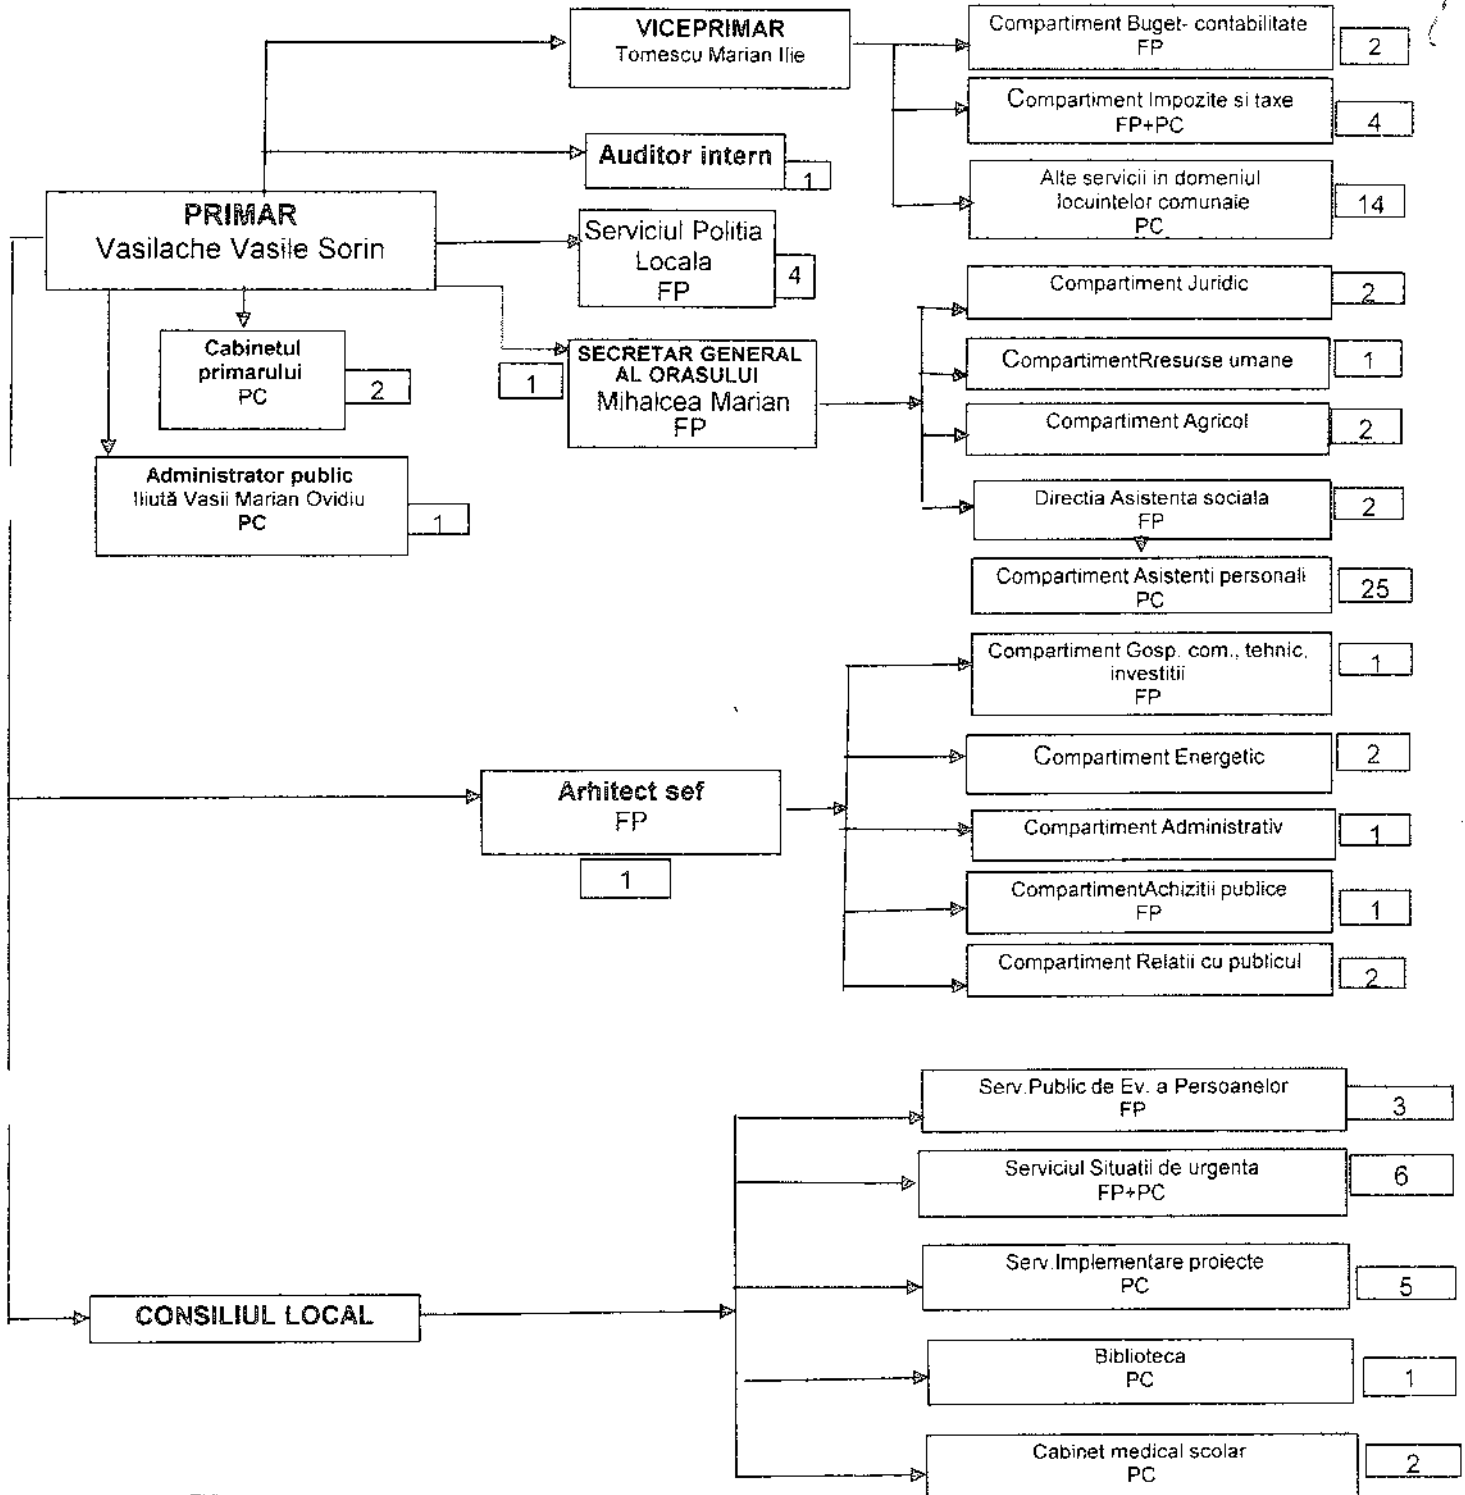 VICEPRIMAR
Tomescu Marian Ilie
Compartiment Buget- contabilitate
FP
2
Compartiment Impozite si taxe
FP+PC
4
Auditor intern
1
Alte servicii in domeniul
locuintelor comunale
PC
14
PRIMAR
Vasilache Vasile Sorin
Serviciul Politia
Locala
FP
4
Compartiment Juridic
2
Cabinetul
primarului
PC
2
1
SECRETAR GENERAL
AL ORASULUI
Mihalcea Marian
FP
CompartimentRresurse umane
1
Compartiment Agricol
2
Administrator public
Iliută Vasii Marian Ovidiu
PC
1
Directia Asistenta sociala
FP
2
Compartiment Asistenti personali
PC
25
Compartiment Gosp. com., tehnic,
investitii
FP
1
Compartiment Energetic
2
Arhitect sef
FP
1
Compartiment Administrativ
1
CompartimentAchizitii publice
FP
1
Compartiment Relatii cu publicul
2
Serv.Public de Ev. a Persoanelor
FP
3
Serviciul Situatii de urgenta
FP+PC
6
Serv.Implementare proiecte
PC
5
CONSILIUL LOCAL
Biblioteca
PC
1
Cabinet medical scolar
PC
2